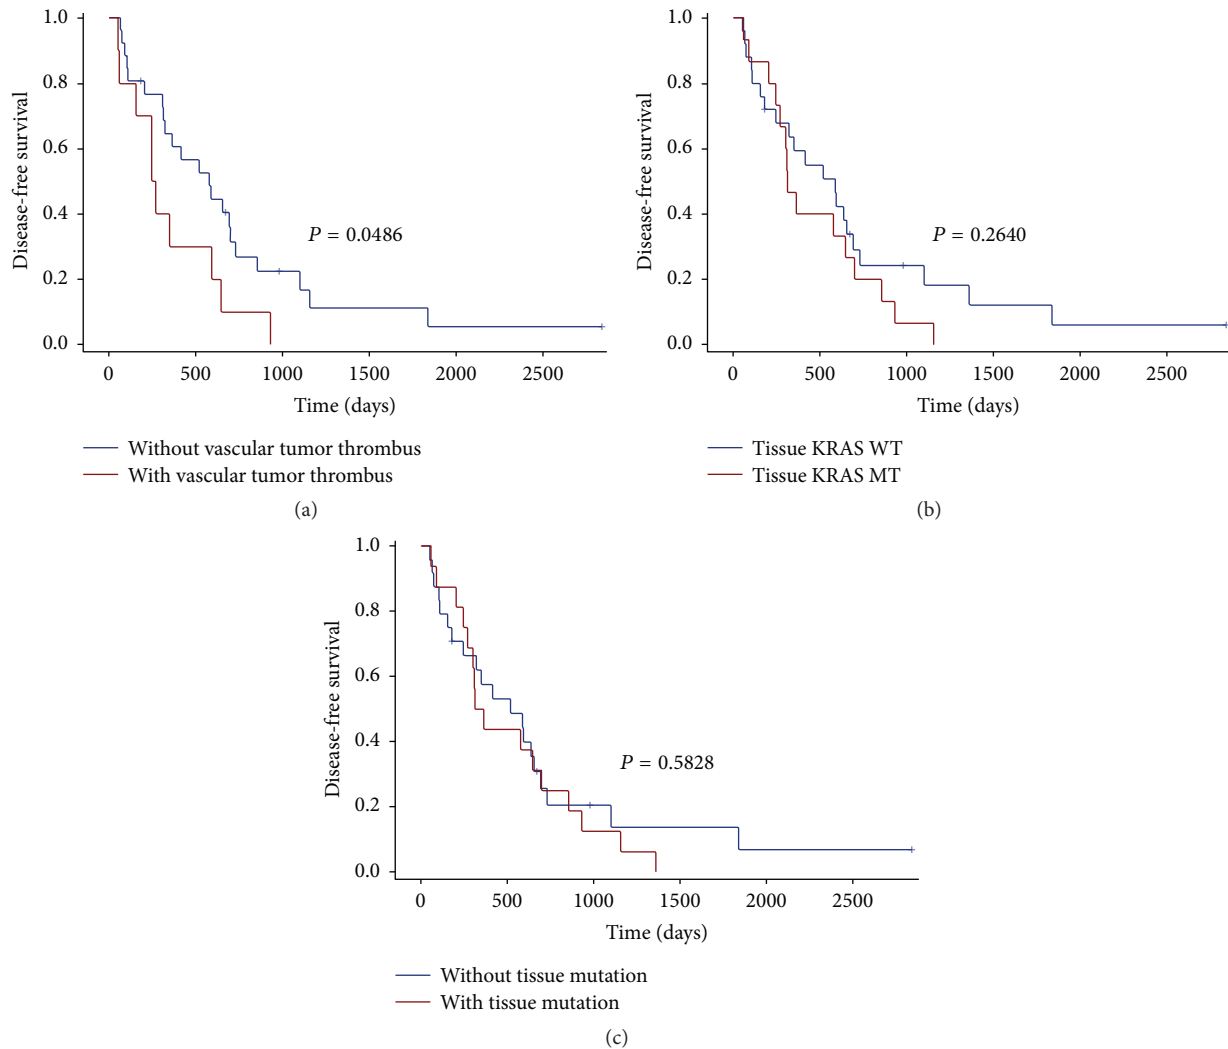 1.0
0.8
0.6
0.4
0.2
0.0
Disease-free survival
P = 0.0486
0 500 1000 1500 2000 2500
Time (days)
Without vascular tumor thrombus
With vascular tumor thrombus
(a)
1.0
0.8
0.6
0.4
0.2
0.0
Disease-free survival
P = 0.2640
0 500 1000 1500 2000 2500
Time (days)
Tissue KRAS WT
Tissue KRAS MT
(b)
1.0
0.8
0.6
0.4
0.2
0.0
Disease-free survival
P = 0.5828
0 500 1000 1500 2000 2500
Time (days)
Without tissue mutation
With tissue mutation
(c)